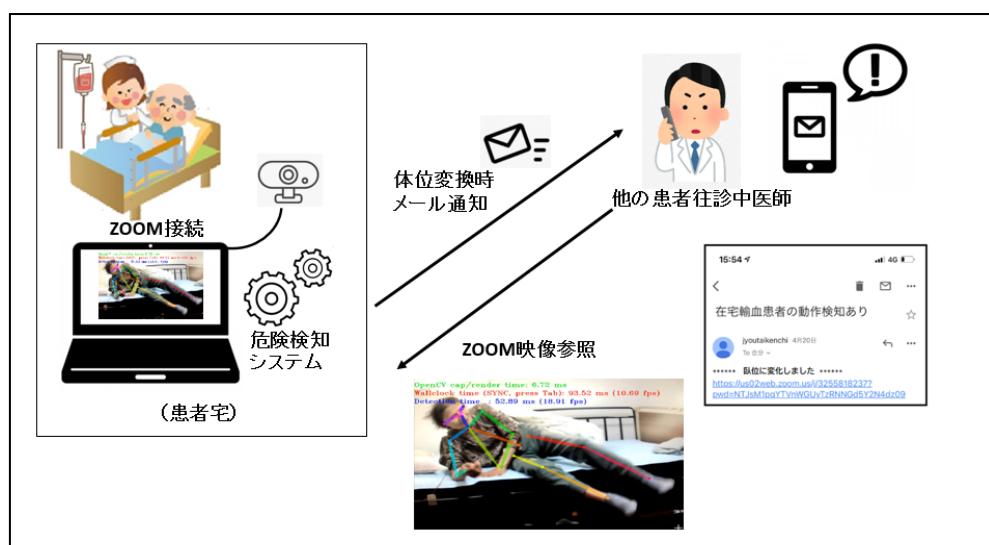 ZOOM接続
危険検知
システム
（患者宅）
体位変換時
メール通知
他の患者往診中医師
ZOOM映像参照
OpenCV cap/render time: 6.72 ms
Wallclock time (SYNC, press Tab): 93.52 ms (10.69 fps)
Detection time : 52.89 ms (18.91 fps)
15:54
4G
在宅輸血患者の動作検知あり
jyoutaikenchi 4月20日
To 自分
****** 臥位に変化しました ******
https://us02web.zoom.us/j/3255818237?